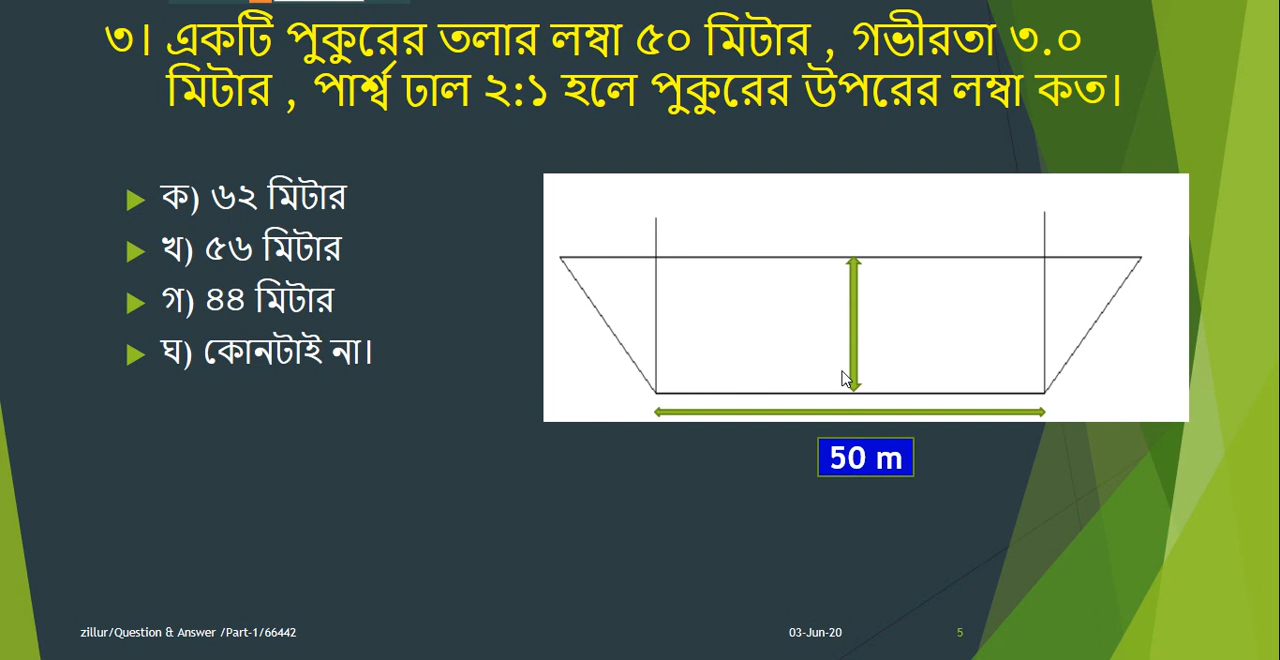 ৩। একটি পুকুরের তলার লম্বা ৫০ মিটার , গভীরতা ৩.০
মিটার , পার্শ্ব ঢাল ২:১ হলে পুকুরের উপরের লম্বা কত।
ক) ৬২ মিটার
খ) ৫৬ মিটার
গ) ৪৪ মিটার
ঘ) কোনটাই না।
50 m
zillur/Question & Answer /Part-1/66442
03-Jun-20
5